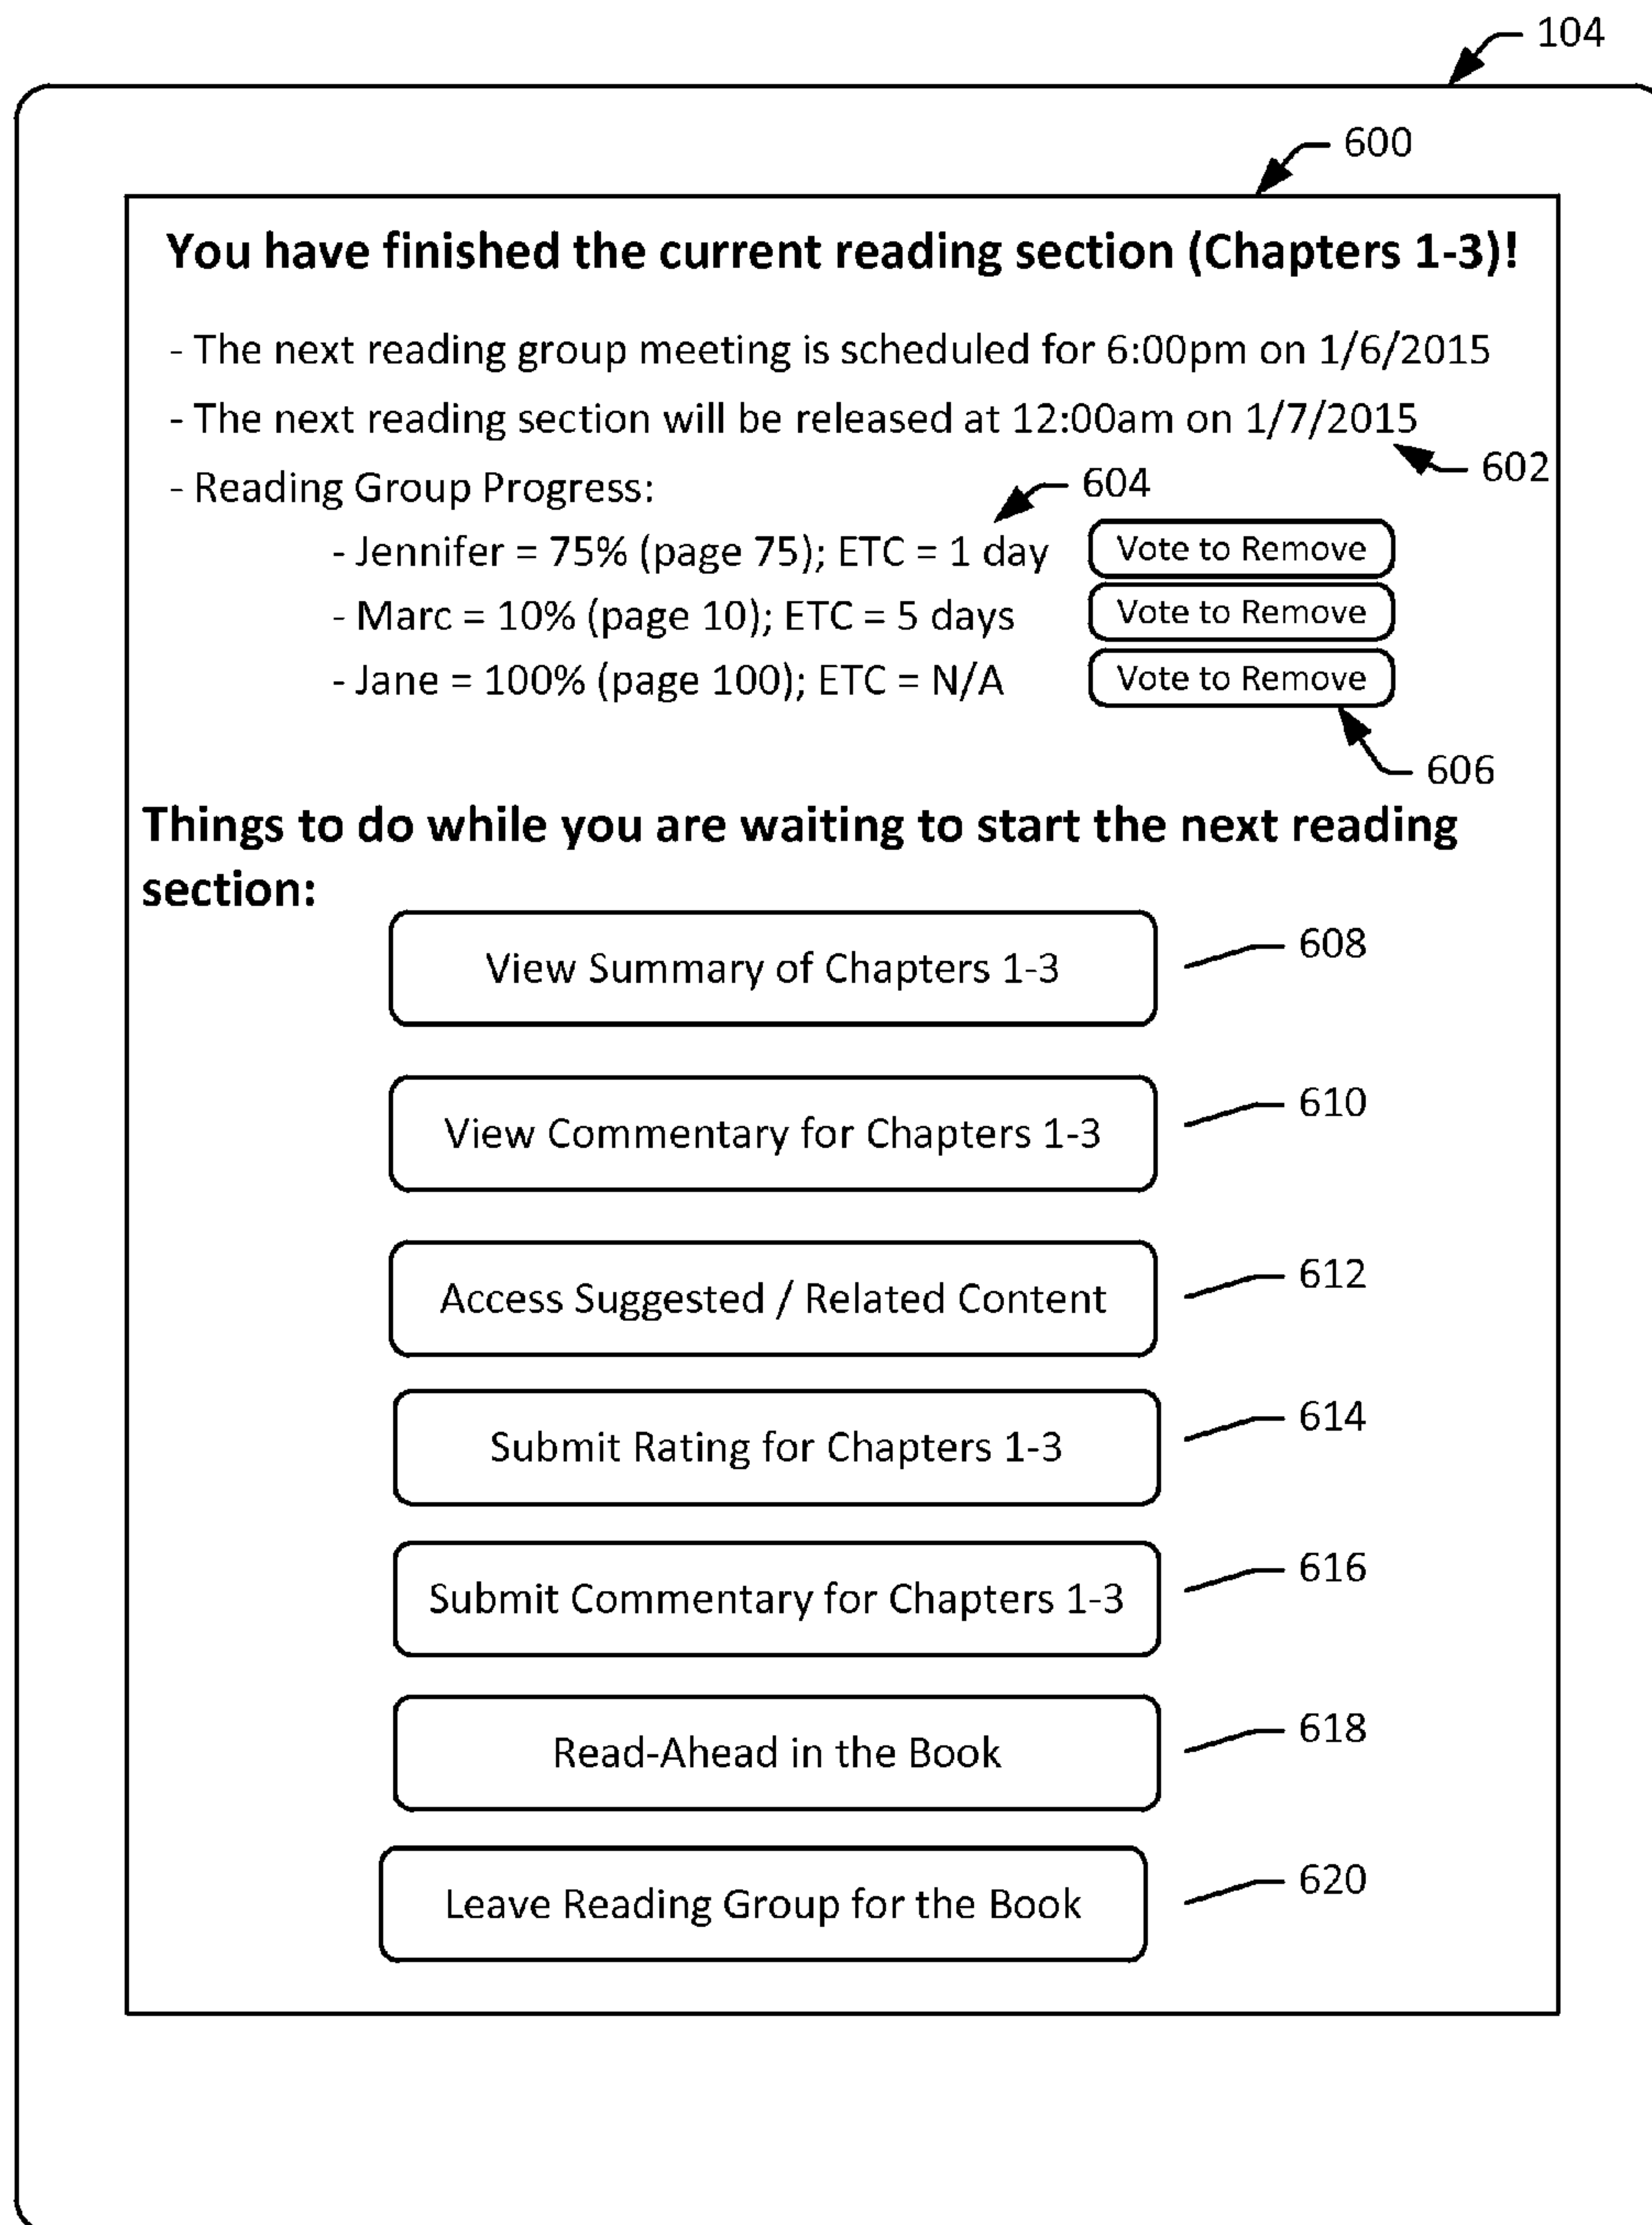 104
600
You have finished the current reading section (Chapters 1-3)!
- The next reading group meeting is scheduled for 6:00pm on 1/6/2015
- The next reading section will be released at 12:00am on 1/7/2015
602
- Reading Group Progress:
604
- Jennifer = 75% (page 75); ETC = 1 day Vote to Remove
- Marc = 10% (page 10); ETC = 5 days Vote to Remove
- Jane = 100% (page 100); ETC = N/A Vote to Remove
606
Things to do while you are waiting to start the next reading
section:
View Summary of Chapters 1-3 608
View Commentary for Chapters 1-3 610
Access Suggested / Related Content 612
Submit Rating for Chapters 1-3 614
Submit Commentary for Chapters 1-3 616
Read-Ahead in the Book 618
Leave Reading Group for the Book 620